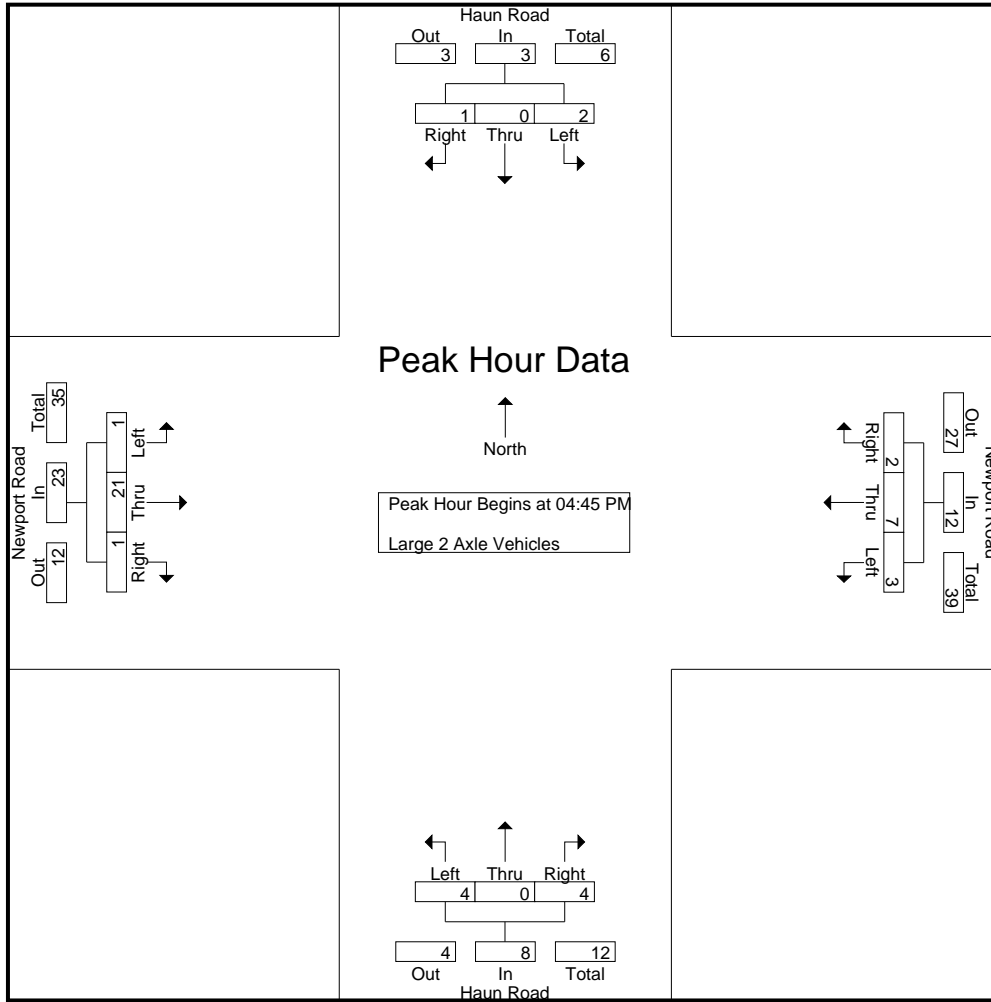 Haun Road
Out In Total
3 3 6
1 0 2
Right Thru Left
Peak Hour Data
North
Peak Hour Begins at 04:45 PM
Large 2 Axle Vehicles
Newport Road
Total In Out
35 23 12
1 21 1
Left Thru Right
Newport Road
Out In Total
27 12 39
2 7 3
Right Thru Left
Left Thru Right
4 0 4
4 8 12
Out In Total
Haun Road